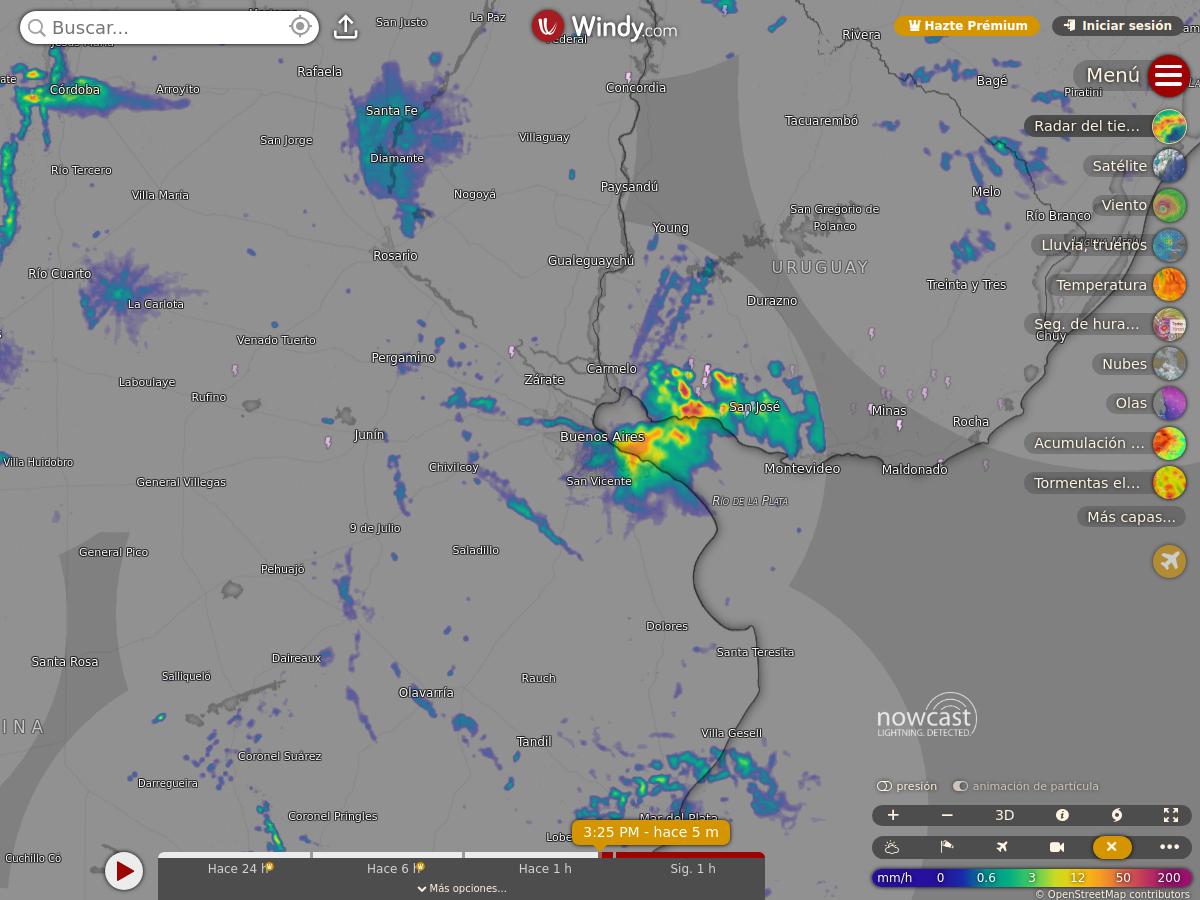 Buscar...
San Justo
La Paz
Windy.com
Federal
Rivera
Hazte Prémium
Iniciar sesión
Jesús María
Rafaela
Concordia
Bagé
Menú
Córdoba
Arroyito
Piratini
Santa Fe
Tacuarembó
Radar del tie...
San Jorge
Villaguay
Diamante
Satélite
Río Tercero
Villa María
Nogoyá
Paysandú
Melo
Viento
San Gregorio de
Polanco
Río Branco
Young
Lluvia, truenos
Rosario
Gualeguaychú
URUGUAY
Río Cuarto
Treinta y Tres
Temperatura
La Carlota
Durazno
Seg. de hura...
Venado Tuerto
Chuy
Pergamino
Carmelo
Nubes
Laboulaye
Zárate
Rufino
San José
Minas
Olas
Rocha
Junín
Buenos Aires
Acumulación ...
Villa Huidobro
Chivilcoy
Montevideo
Maldonado
General Villegas
San Vicente
Tormentas el...
Río de la Plata
Más capas...
9 de Julio
General Pico
Saladillo
Pehuajó
Dolores
Santa Rosa
Daireaux
Santa Teresita
Salliqueló
Rauch
Olavarría
INA
nowcast
LIGHTNING. DETECTED.
Tandil
Villa Gesell
Coronel Suárez
Darregueira
presión
animación de partícula
Coronel Pringles
Mar del Plata
+
−
3D
3:25 PM - hace 5 m
Lobe
Cuchillo Có
Hace 24 h
Hace 6 h
Hace 1 h
Sig. 1 h
mm/h
0
0.6
3
12
50
200
Más opciones...
© OpenStreetMap contributors